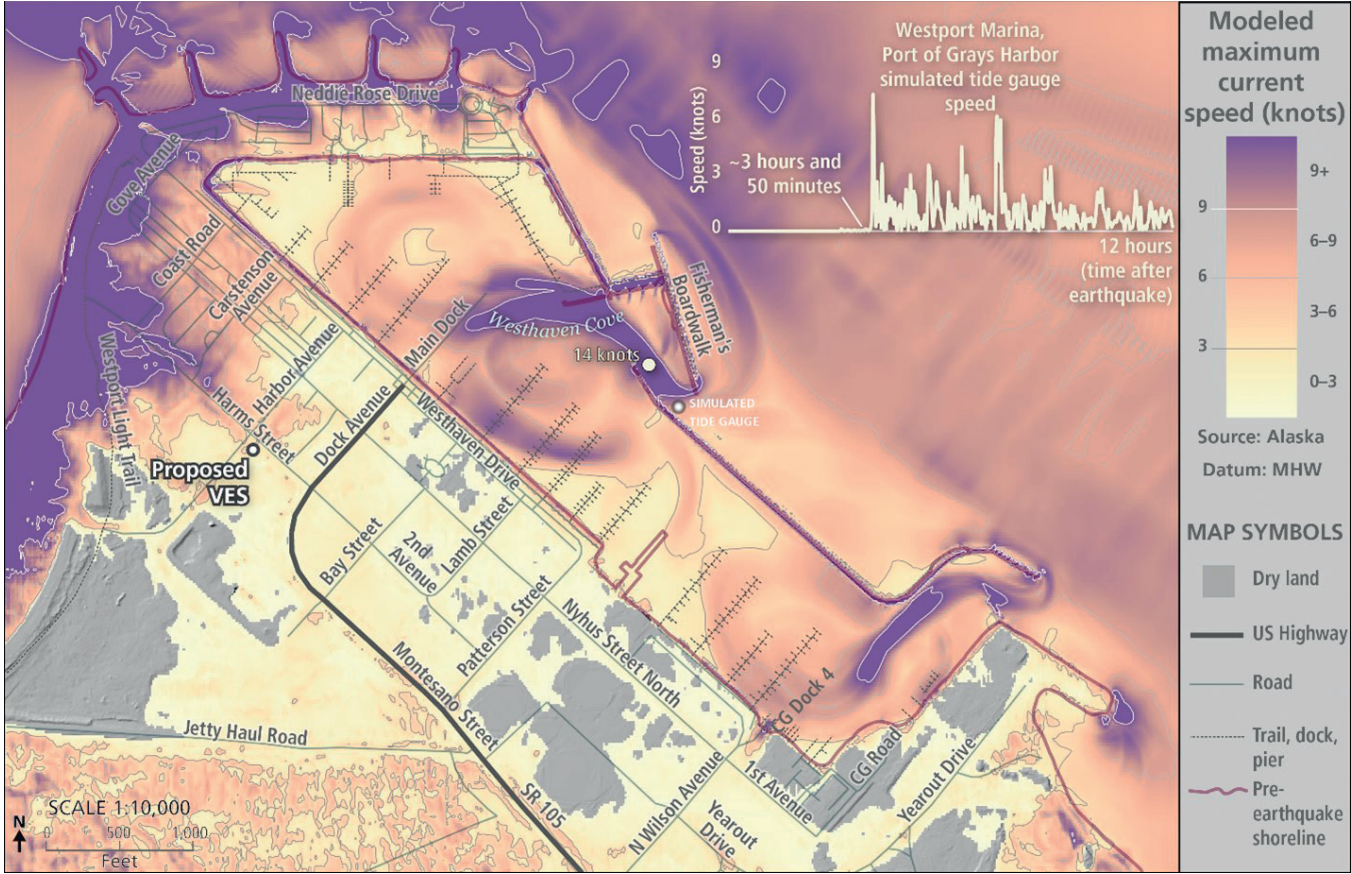 Westport Marina,
Port of Grays Harbor
simulated tide gauge
speed
Speed (knots)
9
6
3
0
~3 hours and
50 minutes
12 hours
(time after
earthquake)
Neddie Rose Drive
Cove Avenue
Coast Road
Carstenson
Avenue
Harbor Avenue
Main Dock
Westhaven Cove
Fisherman's
Boardwalk
14 knots
SIMULATED
TIDE GAUGE
Westport Light Trail
Harms Street
Dock Avenue
Westhaven Drive
Proposed
VES
Bay Street
2nd
Avenue
Lamb Street
Patterson Street
Nyhus Street North
Montesano Street
Jetty Haul Road
SR 105
N Wilson Avenue
1st Avenue
CG Dock 4
CG Road
Yearout Drive
Yearout
Drive
SCALE 1:10,000
N
0 500 1,000
Feet
Modeled
maximum
current
speed (knots)
9+
9
6–9
6
3–6
3
0–3
Source: Alaska
Datum: MHW
MAP SYMBOLS
Dry land
US Highway
Road
Trail, dock,
pier
Pre-
earthquake
shoreline